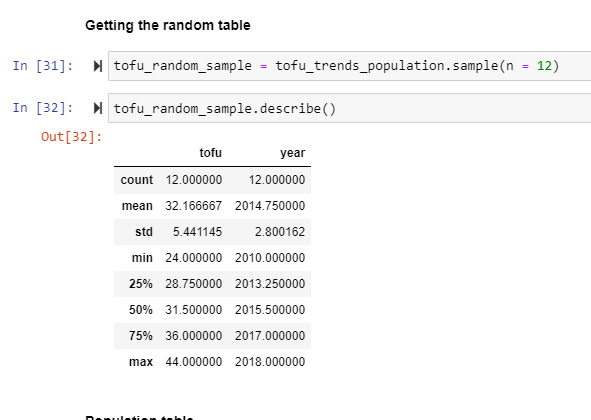 Getting the random table
In [31]: tofu_random_sample = tofu_trends_population.sample(n = 12)
In [32]: tofu_random_sample.describe()
Out[32]:
tofu year
count 12.000000 12.000000
mean 32.166667 2014.750000
std 5.441145 2.800162
min 24.000000 2010.000000
25% 28.750000 2013.250000
50% 31.500000 2015.500000
75% 36.000000 2017.000000
max 44.000000 2018.000000
Population table